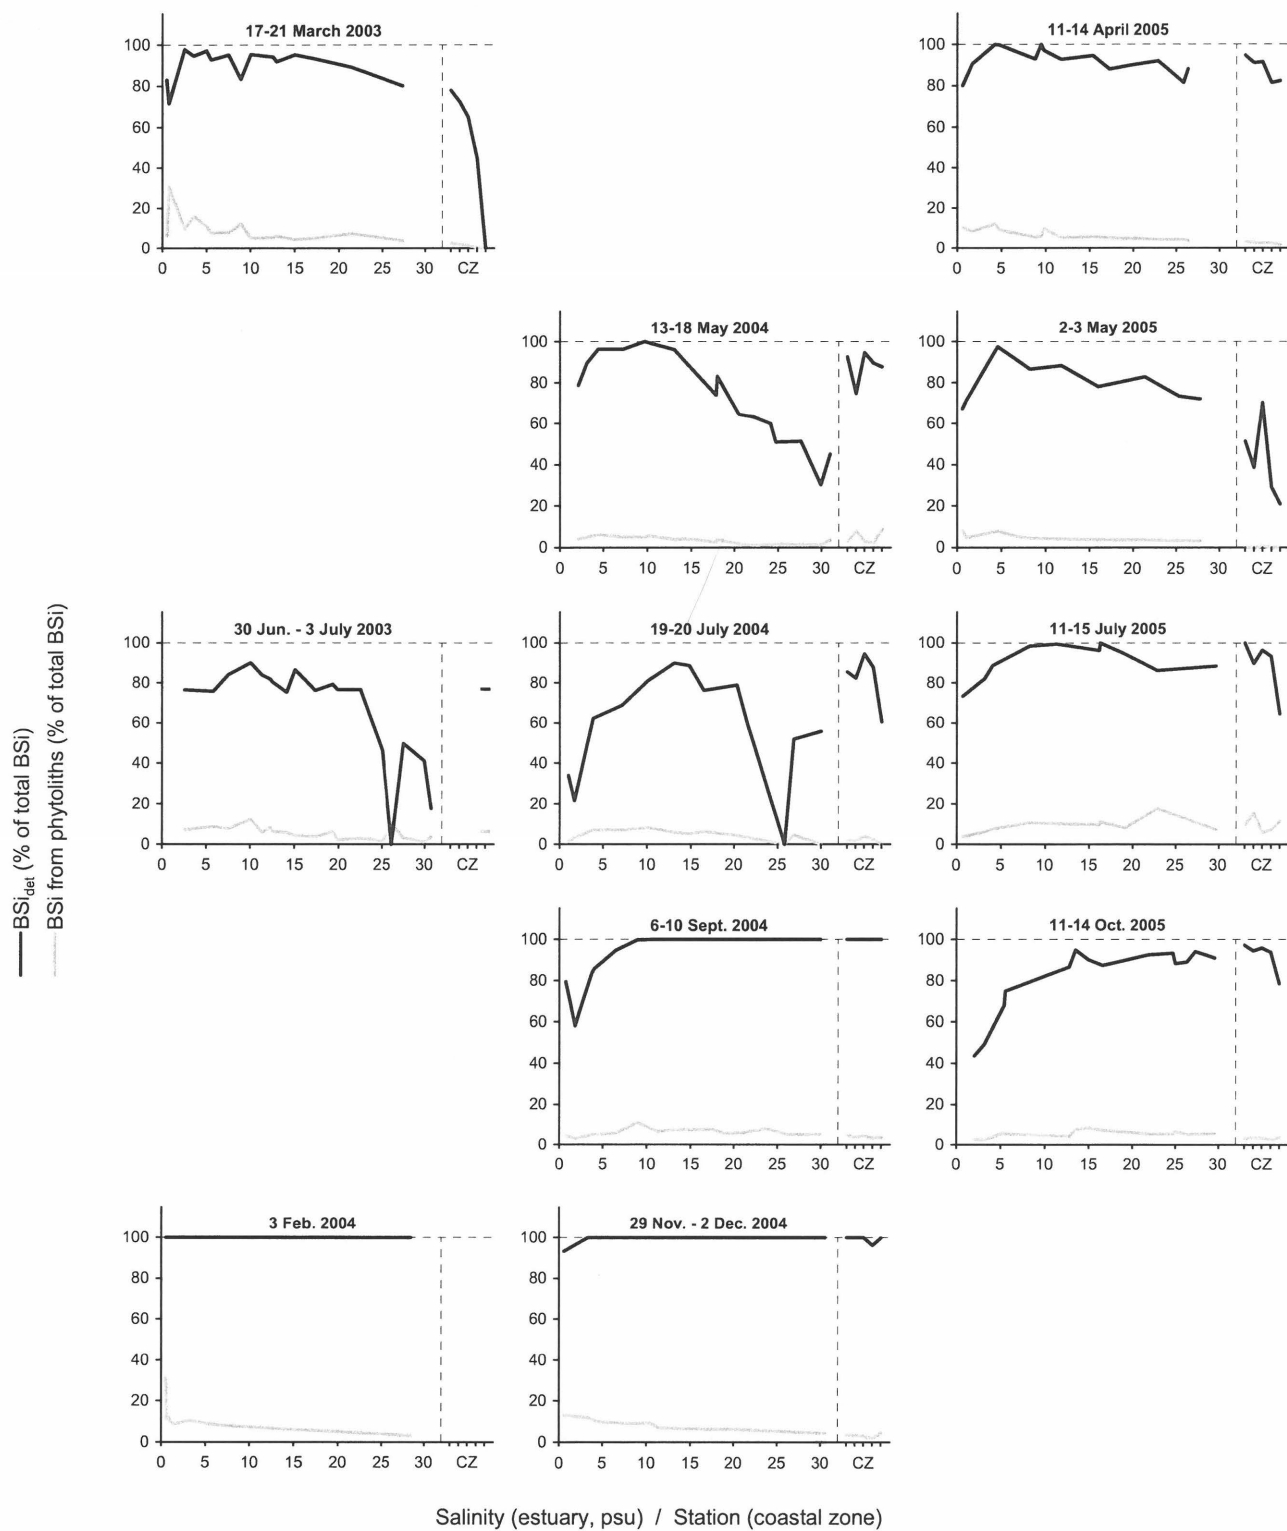 17-21 March 2003
100
80
60
40
20
0
0 5 10 15 20 25 30 CZ
11-14 April 2005
100
80
60
40
20
0
0 5 10 15 20 25 30 CZ
13-18 May 2004
100
80
60
40
20
0
0 5 10 15 20 25 30 CZ
2-3 May 2005
100
80
60
40
20
0
0 5 10 15 20 25 30 CZ
30 Jun. - 3 July 2003
100
80
60
40
20
0
0 5 10 15 20 25 30 CZ
19-20 July 2004
100
80
60
40
20
0
0 5 10 15 20 25 30 CZ
11-15 July 2005
100
80
60
40
20
0
0 5 10 15 20 25 30 CZ
BSidet (% of total BSi)
BSi from phytoliths (% of total BSi)
6-10 Sept. 2004
100
80
60
40
20
0
0 5 10 15 20 25 30 CZ
11-14 Oct. 2005
100
80
60
40
20
0
0 5 10 15 20 25 30 CZ
3 Feb. 2004
100
80
60
40
20
0
0 5 10 15 20 25 30 CZ
29 Nov. - 2 Dec. 2004
100
80
60
40
20
0
0 5 10 15 20 25 30 CZ
Salinity (estuary, psu) / Station (coastal zone)